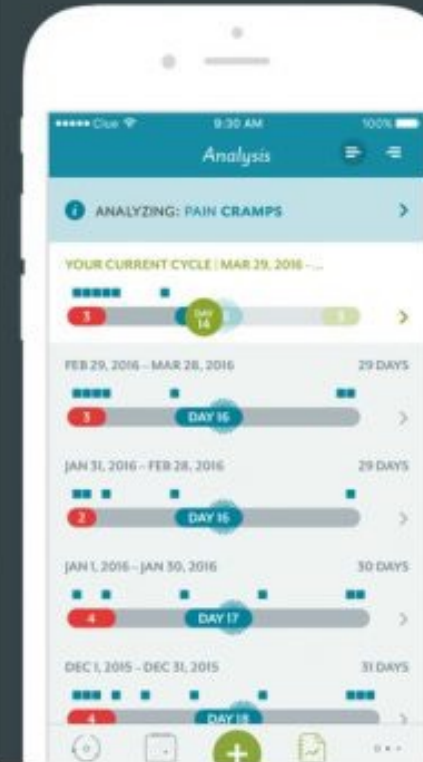 Clue 9:30 AM 100%
Analysis
i ANALYZING: PAIN CRAMPS
YOUR CURRENT CYCLE | MAR 29, 2016 - ...
3 DAY 14
FEB 29, 2016 - MAR 28, 2016 29 DAYS
3 DAY 16
JAN 31, 2016 - FEB 28, 2016 29 DAYS
2 DAY 16
JAN 1, 2016 - JAN 30, 2016 30 DAYS
4 DAY 17
DEC 1, 2015 - DEC 31, 2015 31 DAYS
4 DAY 18